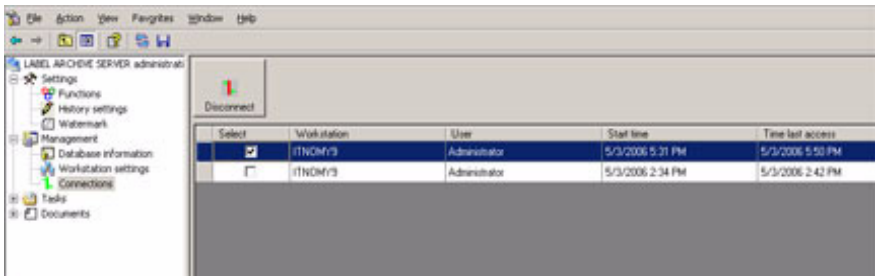 File Action View Favorites Window Help
LABEL ARCHIVE SERVER administrati
Settings
Functions
History settings
Watermark
Management
Database information
Workstation settings
Connections
Tasks
Documents
Disconnect
Select Workstation User Start time Time last access
ITNOMY9 Administrator 5/3/2006 5:31 PM 5/3/2006 5:50 PM
ITNOMY9 Administrator 5/3/2006 2:34 PM 5/3/2006 2:42 PM